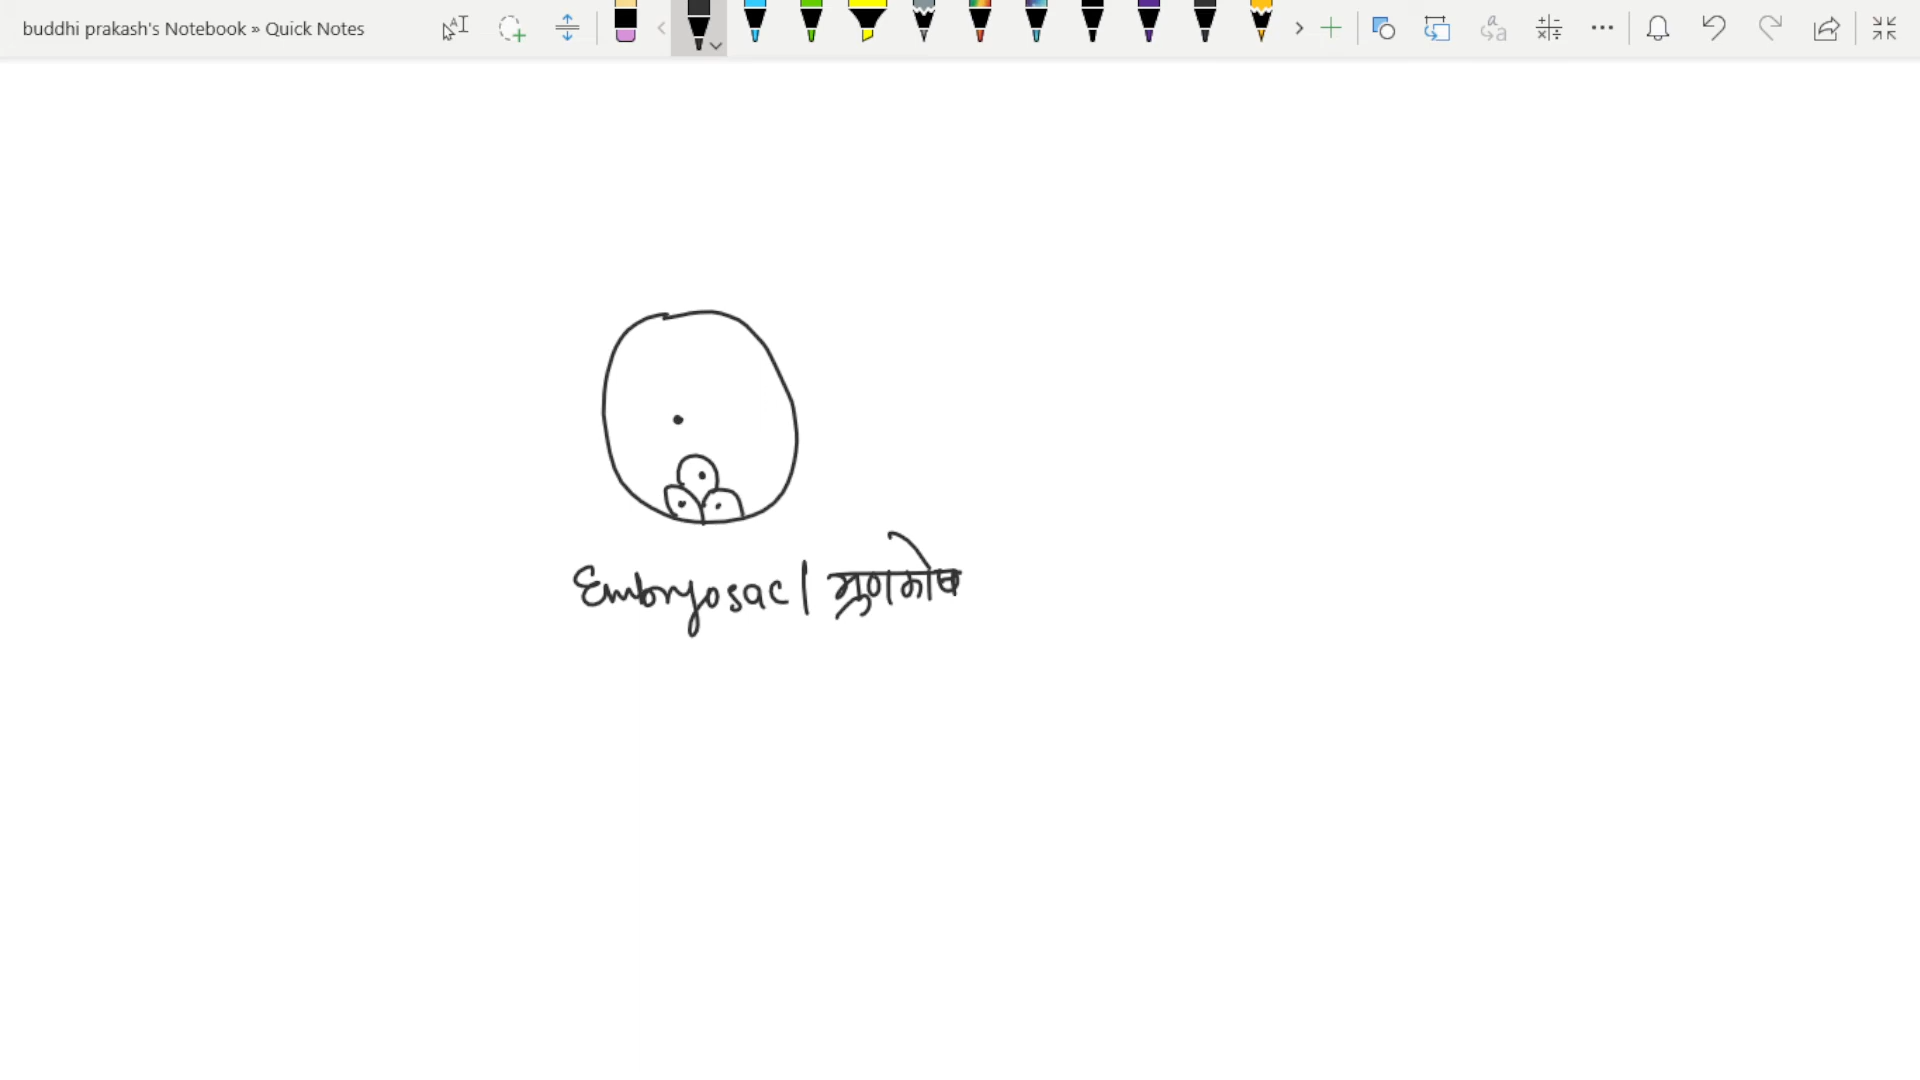 buddhi prakash's Notebook » Quick Notes
Embryosac / भ्रुणकोष